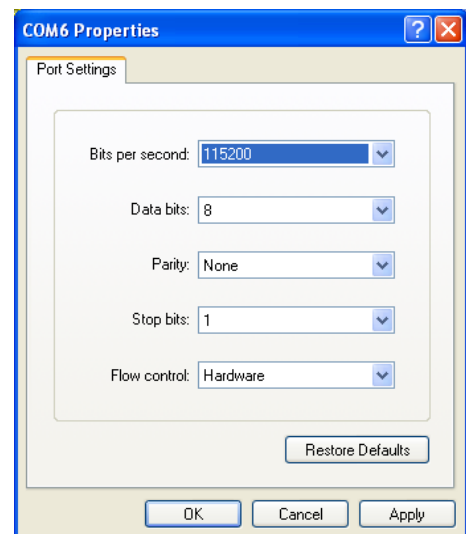 COM6 Properties
Port Settings
Bits per second: 115200
Data bits: 8
Parity: None
Stop bits: 1
Flow control: Hardware
Restore Defaults
OK Cancel Apply